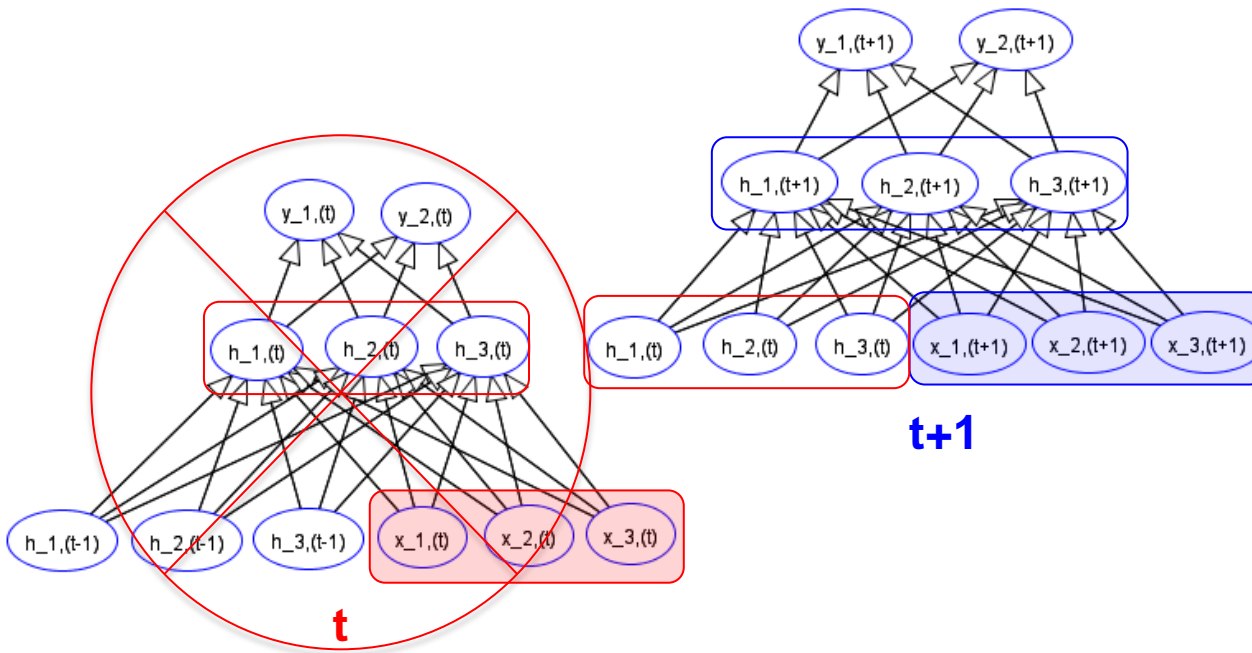 y_1,(t+1) y_2,(t+1)
h_1,(t+1) h_2,(t+1) h_3,(t+1)
y_1,(t) y_2,(t)
h_1,(t) h_2,(t) h_3,(t)
h_1,(t) h_2,(t) h_3,(t) x_1,(t+1) x_2,(t+1) x_3,(t+1)
t+1
h_1,(t-1) h_2,(t-1) h_3,(t-1) x_1,(t) x_2,(t) x_3,(t)
t